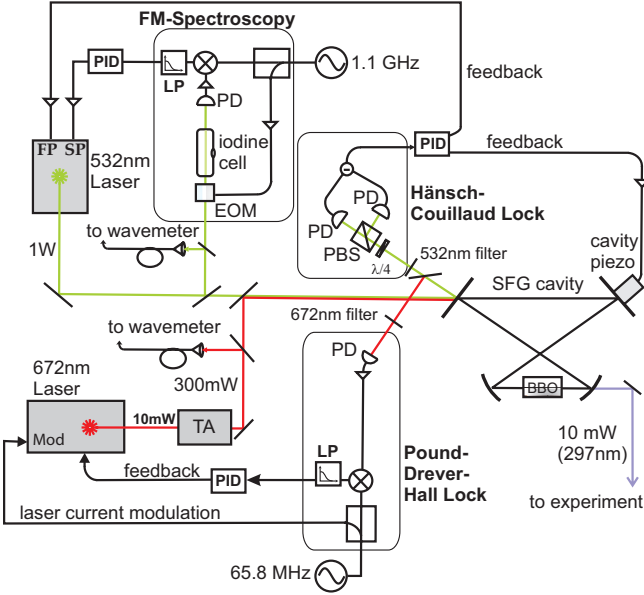 FM-Spectroscopy
PID
LP
1.1 GHz
feedback
PD
iodine
cell
EOM
FP SP
532nm
Laser
1W
to wavemeter
PID
feedback
Hänsch-
Couillaud Lock
PD
PD
PBS
λ/4
532nm filter
cavity
piezo
SFG cavity
672nm filter
to wavemeter
PD
672nm
Laser
300mW
Mod
10mW
TA
BBO
10 mW
(297nm)
to experiment
LP
feedback
PID
Pound-
Drever-
Hall Lock
laser current modulation
65.8 MHz